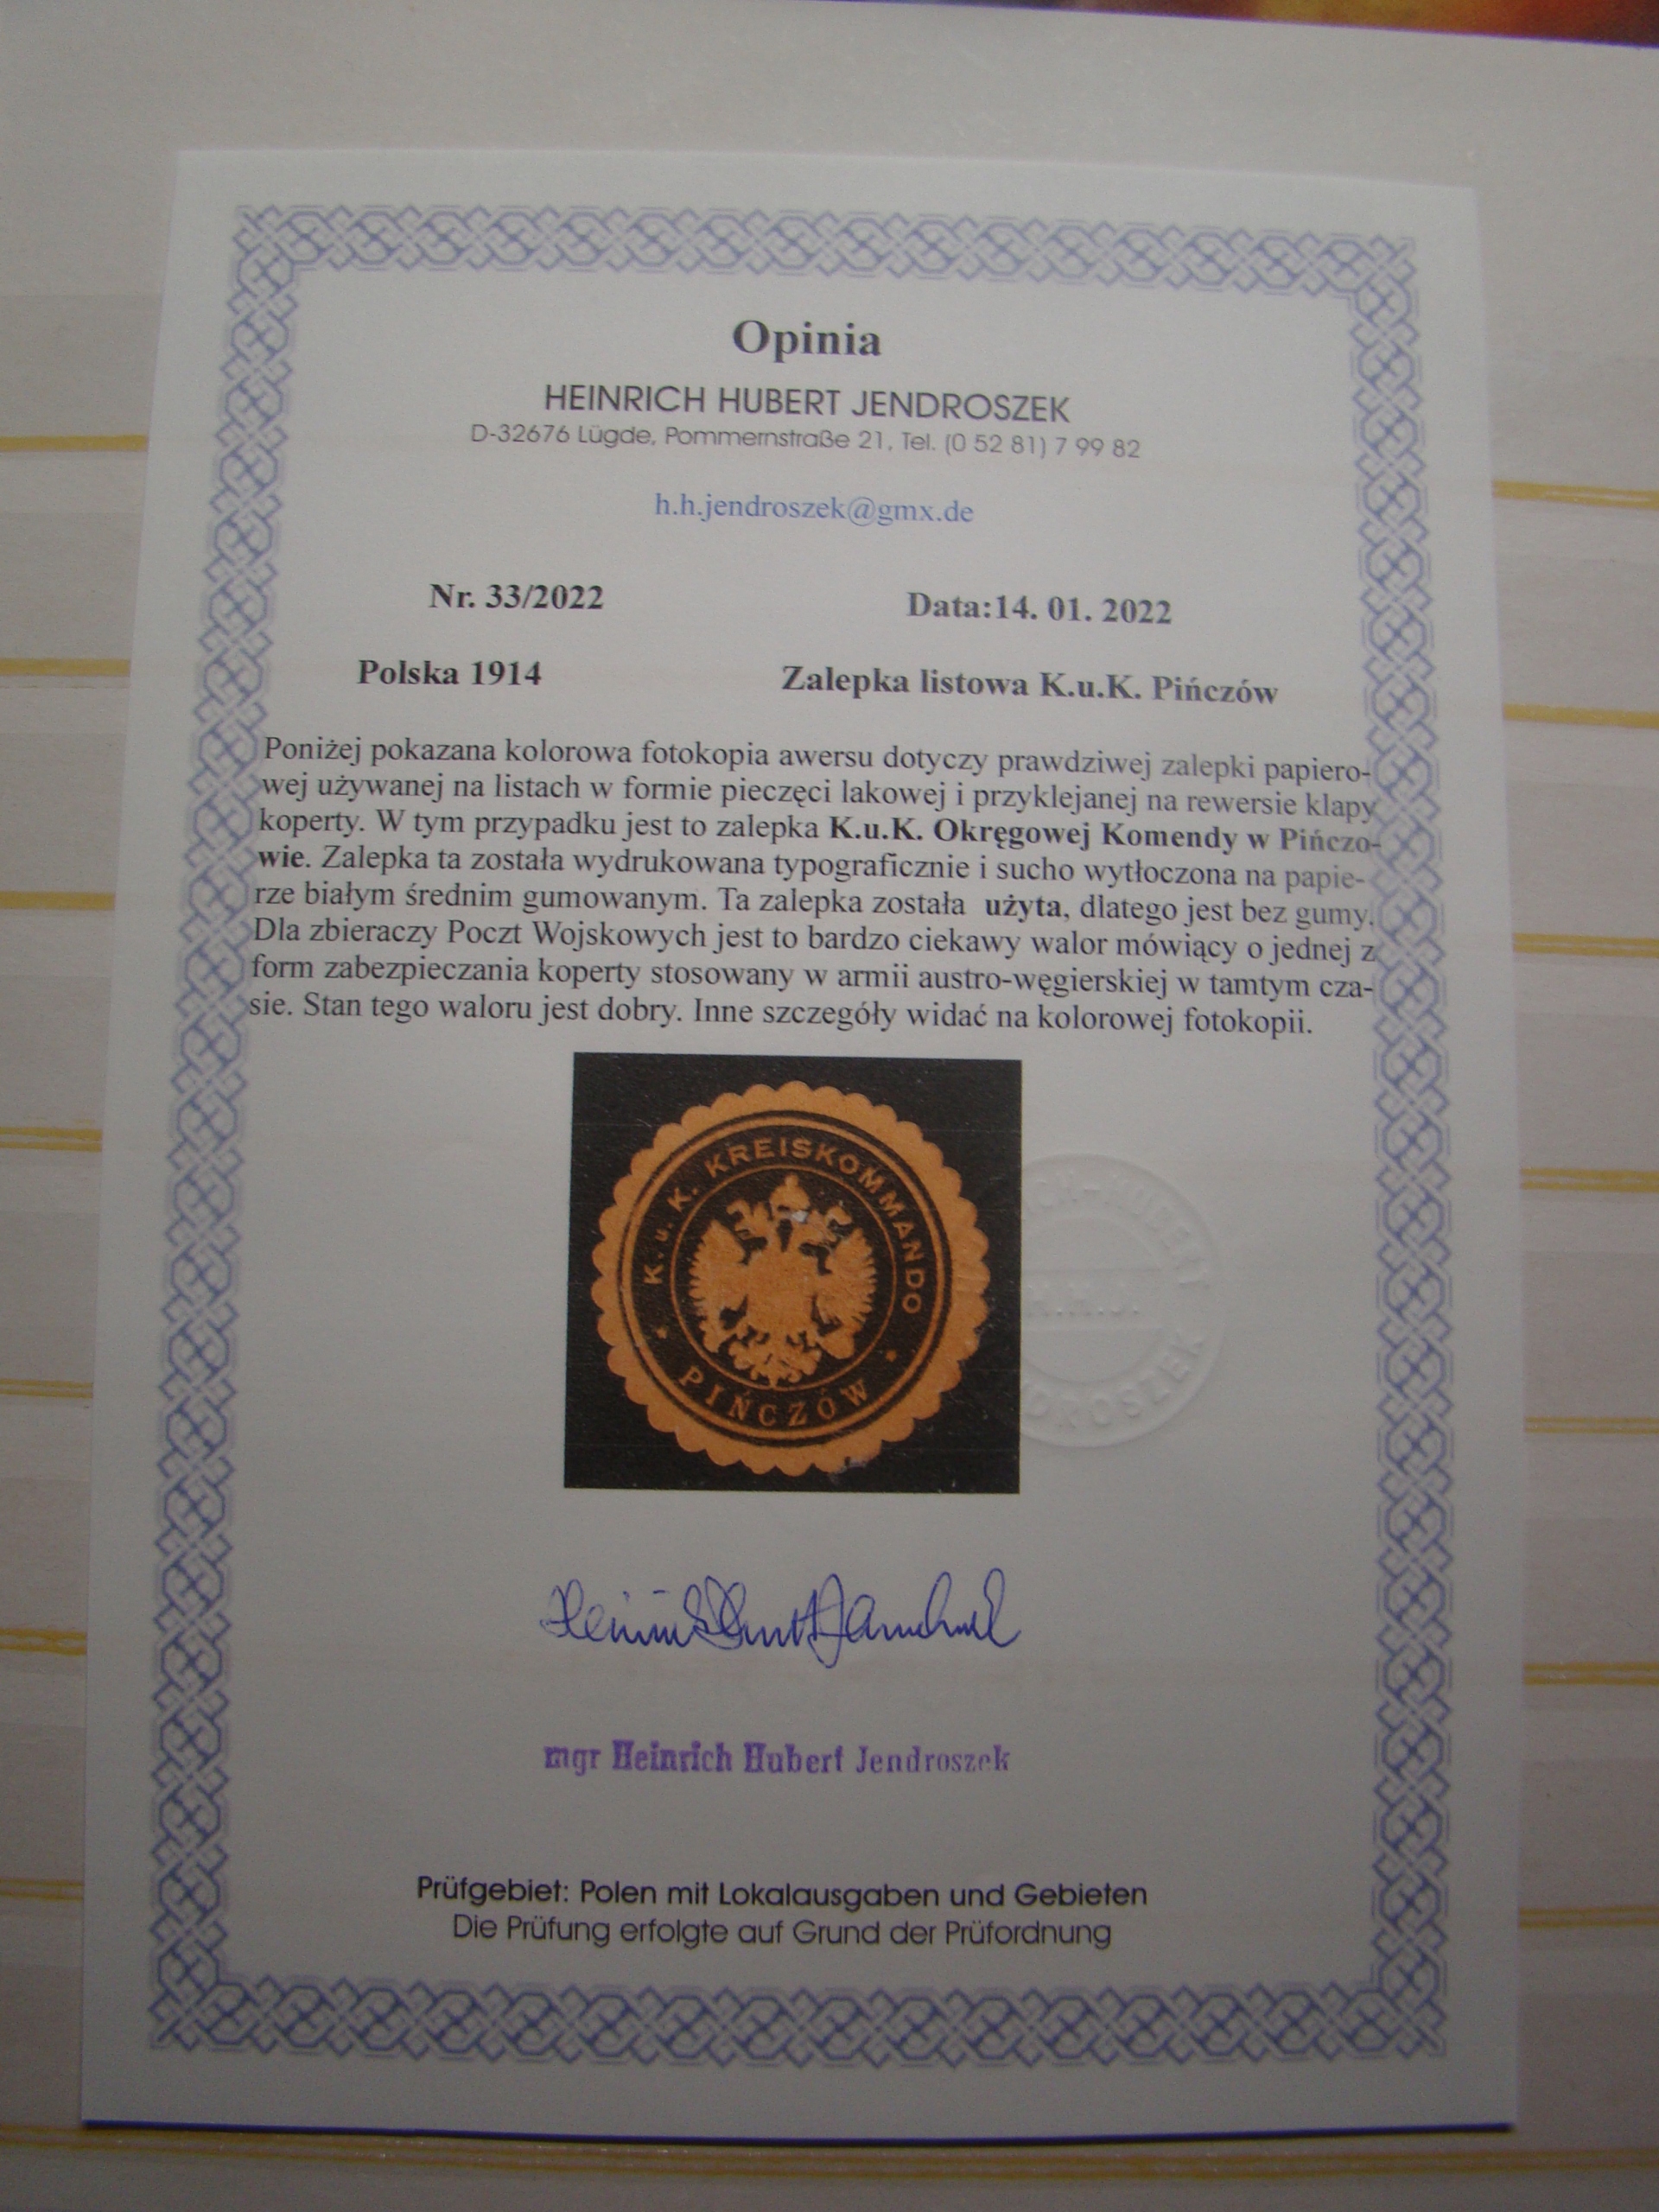 Opinia
HEINRICH HUBERT JENDROSZEK
D-32676 Lügde, Pommernstraße 21, Tel. (0 52 81) 7 99 82
h.h.jendroszek@gmx.de
Nr. 33/2022
Data:14. 01. 2022
Polska 1914
Zalepka listowa K.u.K. Pińczów
Poniżej pokazana kolorowa fotokopia awersu dotyczy prawdziwej zalepki papiero-
wej używanej na listach w formie pieczęci lakowej i przyklejanej na rewersie klapy
koperty. W tym przypadku jest to zalepka K.u.K. Okręgowej Komendy w Pińczo-
wie. Zalepka ta została wydrukowana typograficznie i sucho wytłoczona na papie-
rze białym średnim gumowanym. Ta zalepka została użyta, dlatego jest bez gumy.
Dla zbieraczy Poczt Wojskowych jest to bardzo ciekawy walor mówiący o jednej z
form zabezpieczania koperty stosowany w armii austro-węgierskiej w tamtym cza-
sie. Stan tego waloru jest dobry. Inne szczegóły widać na kolorowej fotokopii.
K. u. K. KREISKOMMANDO
* PIŃCZÓW *
H.H.J.
mgr Heinrich Hubert Jendroszek
Prüfgebiet: Polen mit Lokalausgaben und Gebieten
Die Prüfung erfolgte auf Grund der Prüfordnung